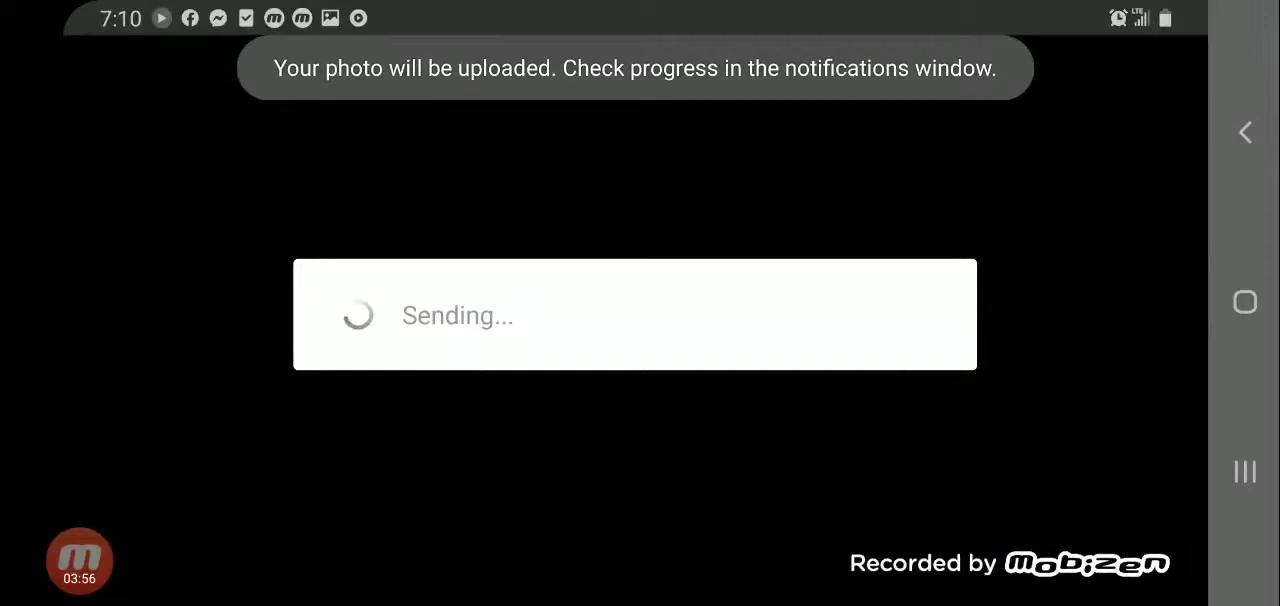 7:10
LTE
Your photo will be uploaded. Check progress in the notifications window.
Sending...
m
03:56
Recorded by mobizen